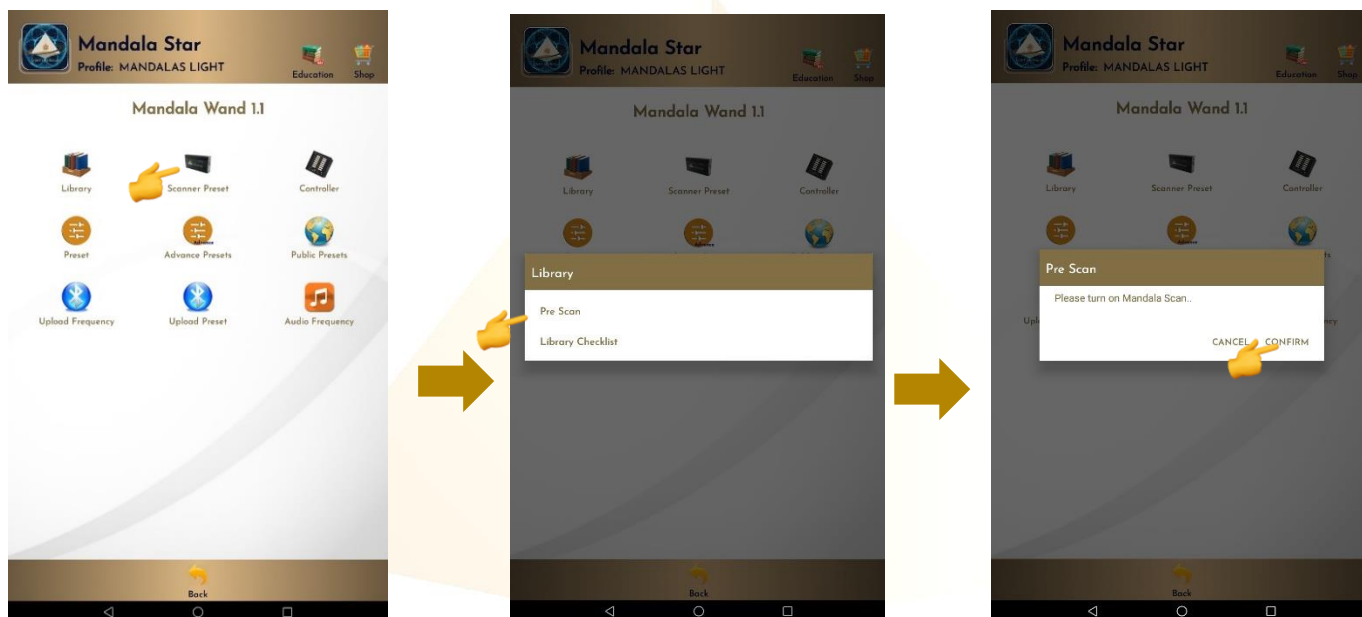 Mandala Star
Profile: MANDALAS LIGHT
Education Shop
Mandala Wand 1.1
Library Scanner Preset Controller
Preset Advance Presets Public Presets
Upload Frequency Upload Preset Audio Frequency
Back
Mandala Star
Profile: MANDALAS LIGHT
Education Shop
Mandala Wand 1.1
Library Scanner Preset Controller
Library
Pre Scan
Library Checklist
Back
Mandala Star
Profile: MANDALAS LIGHT
Education Shop
Mandala Wand 1.1
Library Scanner Preset Controller
Pre Scan
Please turn on Mandala Scan..
CANCEL CONFIRM
Back